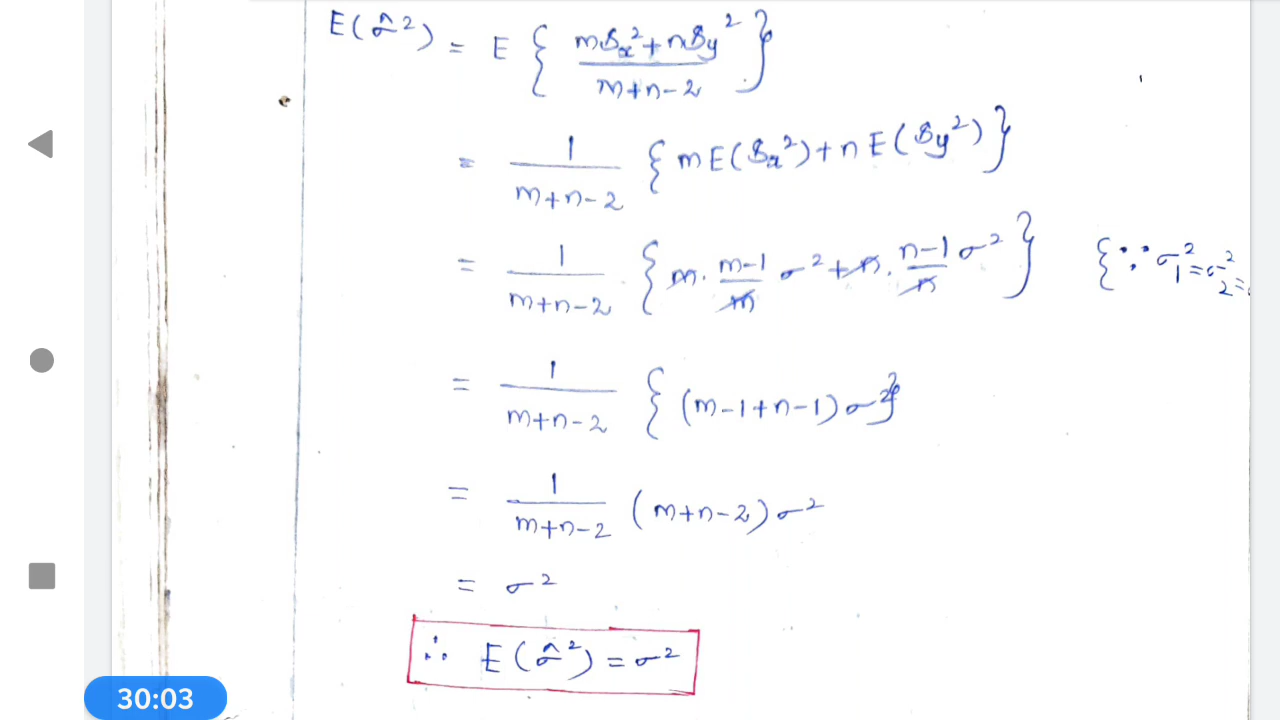 E(σ̂²) = E { (mSx² + nSy²) / (m+n-2) }
= 1/(m+n-2) { mE(Sx²) + nE(Sy²) }
= 1/(m+n-2) · { m · (m-1)/m σ² + n · (n-1)/n σ² } { ∵ σ₁² = σ₂² =
= 1/(m+n-2) { (m-1+n-1)σ² }
= 1/(m+n-2) (m+n-2)σ²
= σ²
∴ E(σ̂²) = σ²
30:03